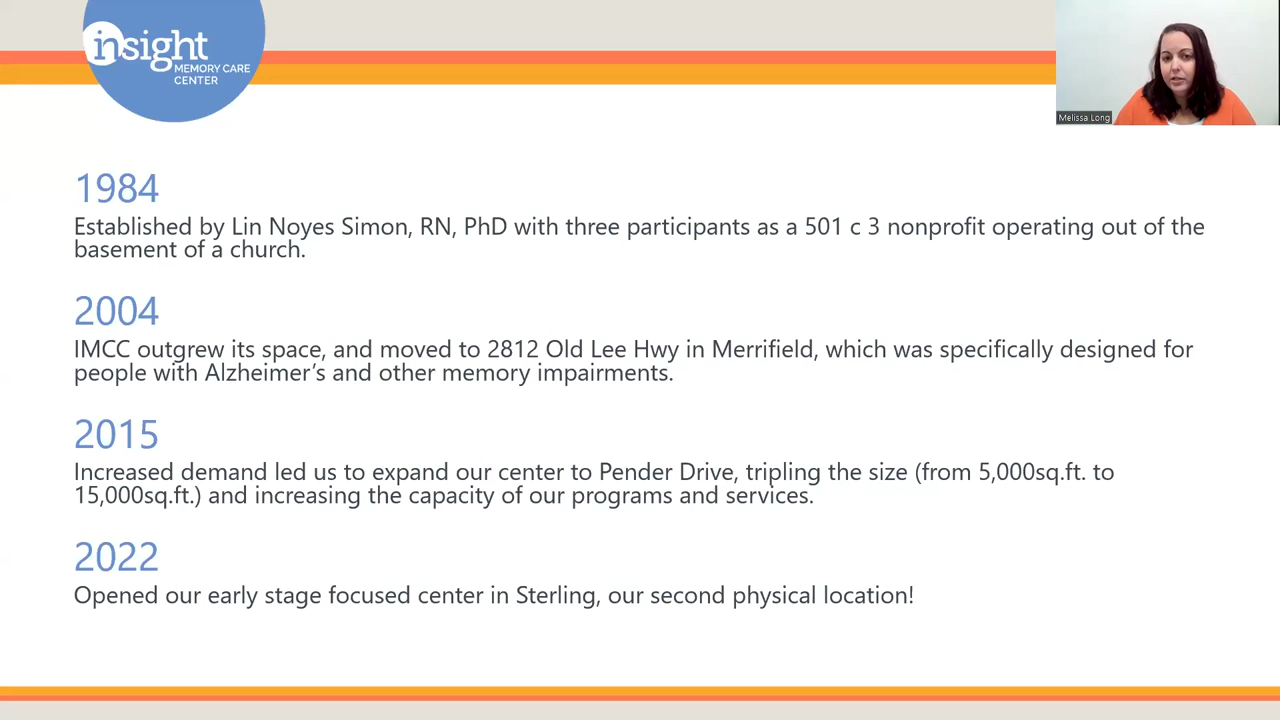 insight
MEMORY CARE
CENTER
Melissa Long
1984
Established by Lin Noyes Simon, RN, PhD with three participants as a 501 c 3 nonprofit operating out of the
basement of a church.
2004
IMCC outgrew its space, and moved to 2812 Old Lee Hwy in Merrifield, which was specifically designed for
people with Alzheimer’s and other memory impairments.
2015
Increased demand led us to expand our center to Pender Drive, tripling the size (from 5,000sq.ft. to
15,000sq.ft.) and increasing the capacity of our programs and services.
2022
Opened our early stage focused center in Sterling, our second physical location!